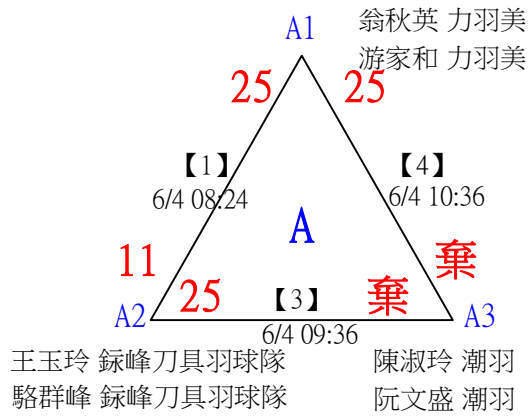 A1
翁秋英 力羽美
游家和 力羽美
25
25
【1】
6/4 08:24
【4】
6/4 10:36
A
11
棄
A2
25
【3】
棄
A3
6/4 09:36
王玉玲 銢峰刀具羽球隊
駱群峰 銢峰刀具羽球隊
陳淑玲 潮羽
阮文盛 潮羽